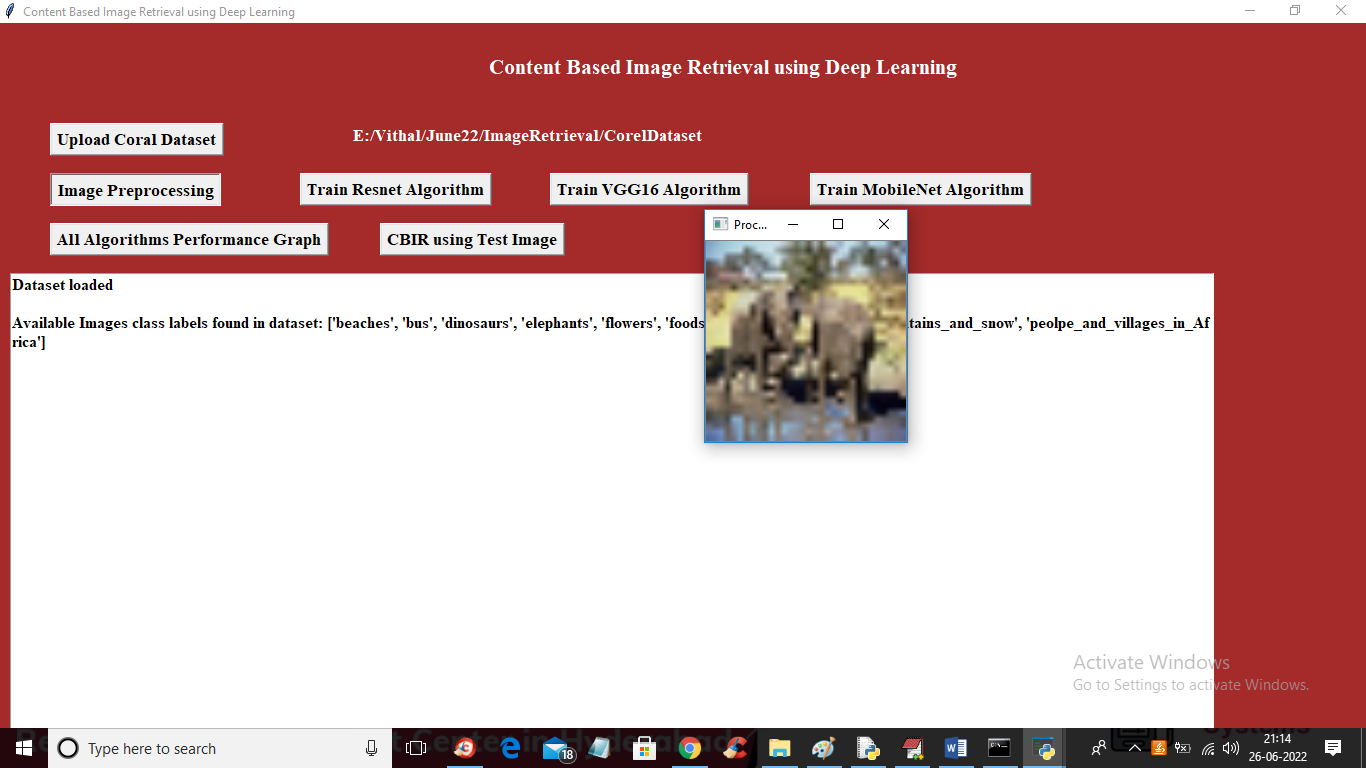 Content Based Image Retrieval using Deep Learning
Content Based Image Retrieval using Deep Learning
Upload Coral Dataset
E:/Vithal/June22/ImageRetrieval/CorelDataset
Image Preprocessing
Train Resnet Algorithm
Train VGG16 Algorithm
Train MobileNet Algorithm
All Algorithms Performance Graph
CBIR using Test Image
Proc...
Dataset loaded
Available Images class labels found in dataset: ['beaches', 'bus', 'dinosaurs', 'elephants', 'flowers', 'foods tains_and_snow', 'peolpe_and_villages_in_Af
rica']
Activate Windows
Go to Settings to activate Windows.
Type here to search
18
21:14
26-06-2022